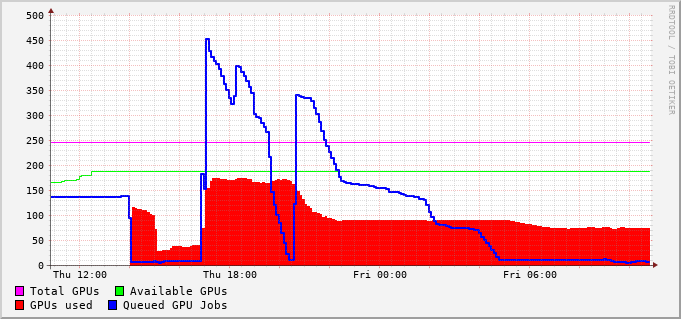 500
450
400
350
300
250
200
150
100
50
0
Thu 12:00 Thu 18:00 Fri 00:00 Fri 06:00
Total GPUs Available GPUs
GPUs used Queued GPU Jobs
RRDTOOL / TOBI OETIKER